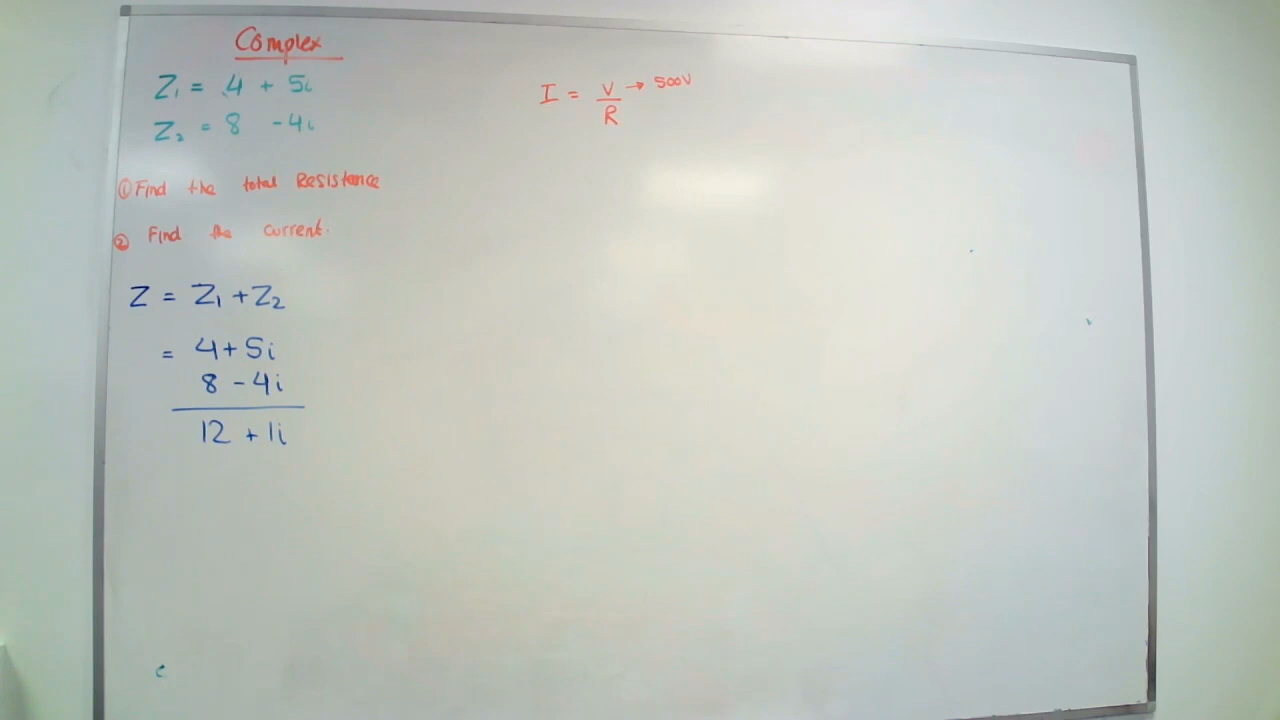 Complex
Z₁ = 4 + 5i
Z₂ = 8 - 4i
① Find the total Resistance
② Find the current.
Z = Z₁ + Z₂
= 4 + 5i
8 - 4i
12 + 1i
I = V/R → 500V